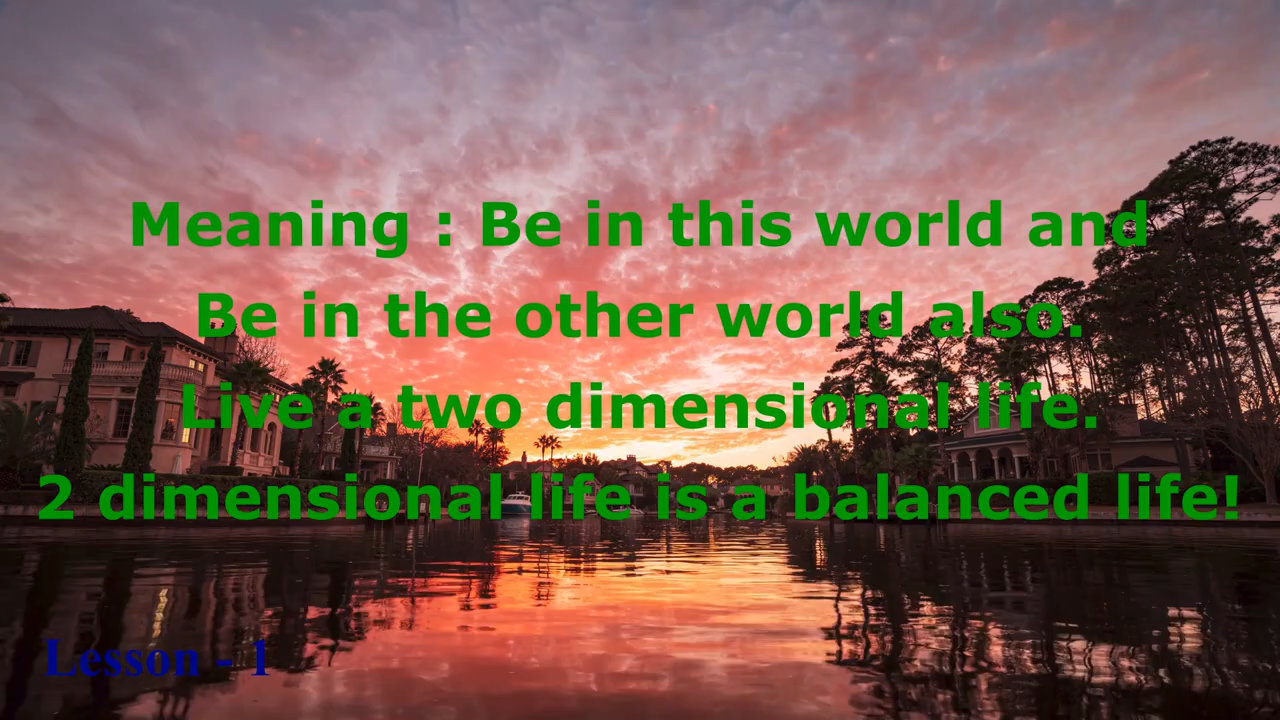 Meaning : Be in this world and
Be in the other world also.
Live a two dimensional life.
2 dimensional life is a balanced life!
Lesson - 1